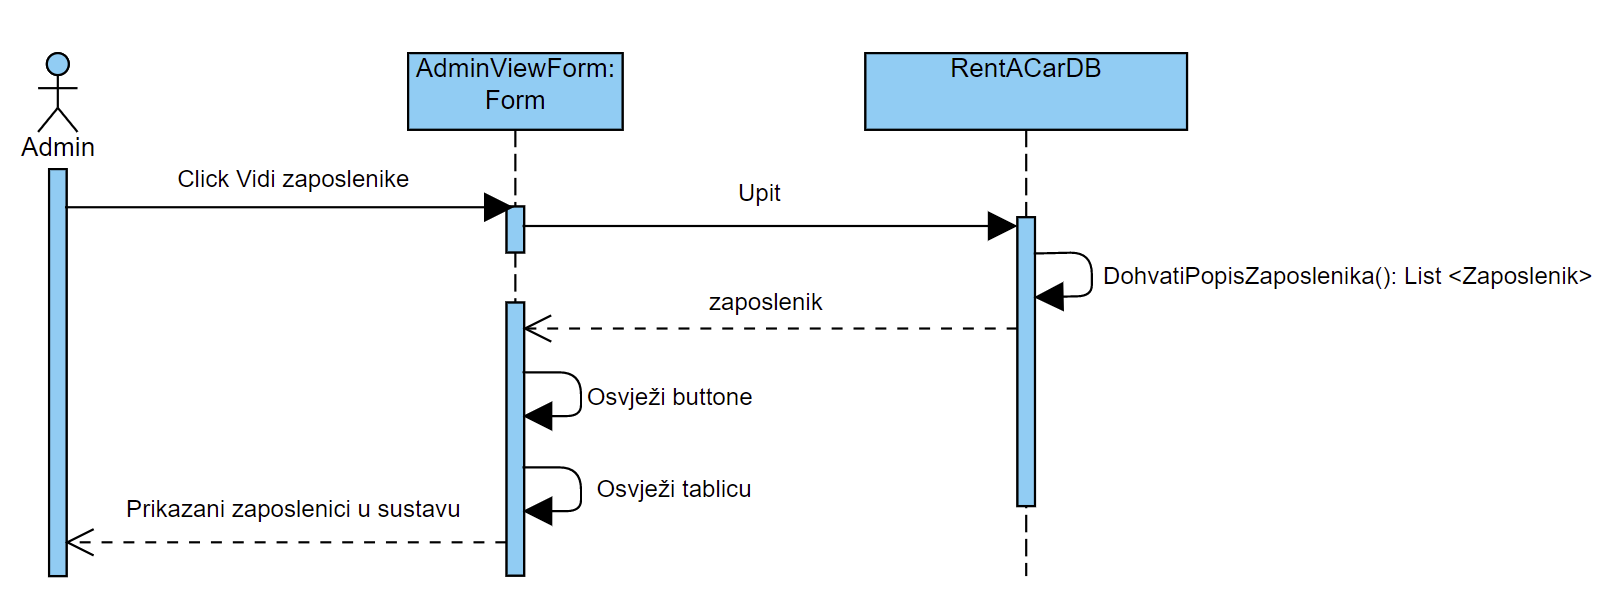 AdminViewForm:
Form
RentACarDB
Admin
Click Vidi zaposlenike
Upit
DohvatiPopisZaposlenika(): List <Zaposlenik>
zaposlenik
Osvježi buttone
Osvježi tablicu
Prikazani zaposlenici u sustavu